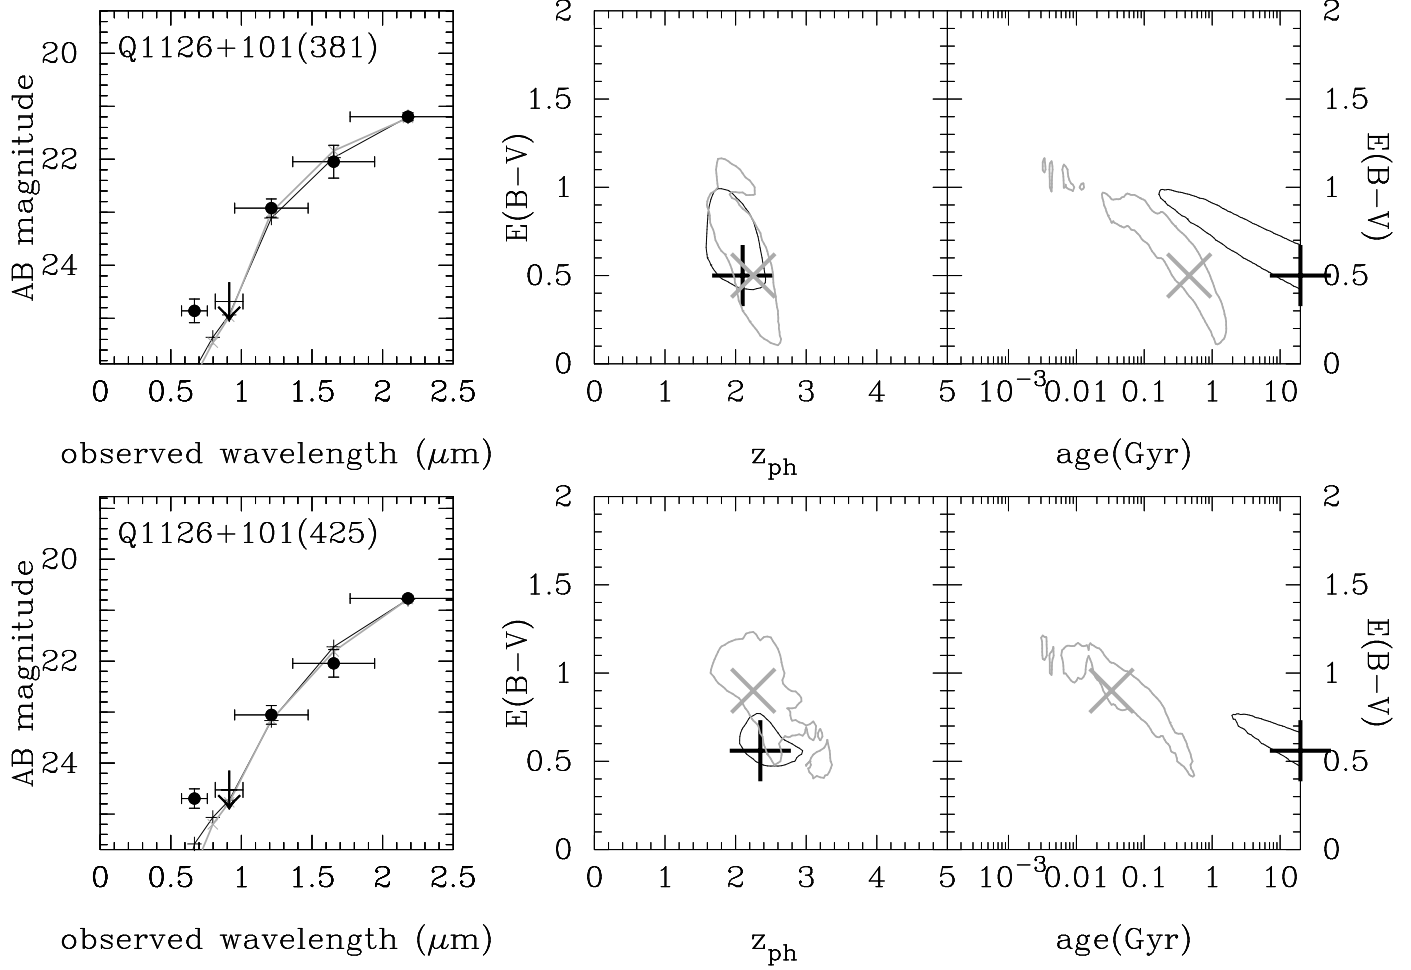 Q1126+101(381)
AB magnitude
20
22
24
0 0.5 1 1.5 2 2.5
observed wavelength (μm)
E(B−V)
2
1.5
1
0.5
0
0 1 2 3 4 5
z_ph
10⁻³ 0.01 0.1 1 10
age(Gyr)
2
1.5
1
0.5
0
E(B−V)
Q1126+101(425)
AB magnitude
20
22
24
0 0.5 1 1.5 2 2.5
observed wavelength (μm)
E(B−V)
2
1.5
1
0.5
0
0 1 2 3 4 5
z_ph
10⁻³ 0.01 0.1 1 10
age(Gyr)
2
1.5
1
0.5
0
E(B−V)